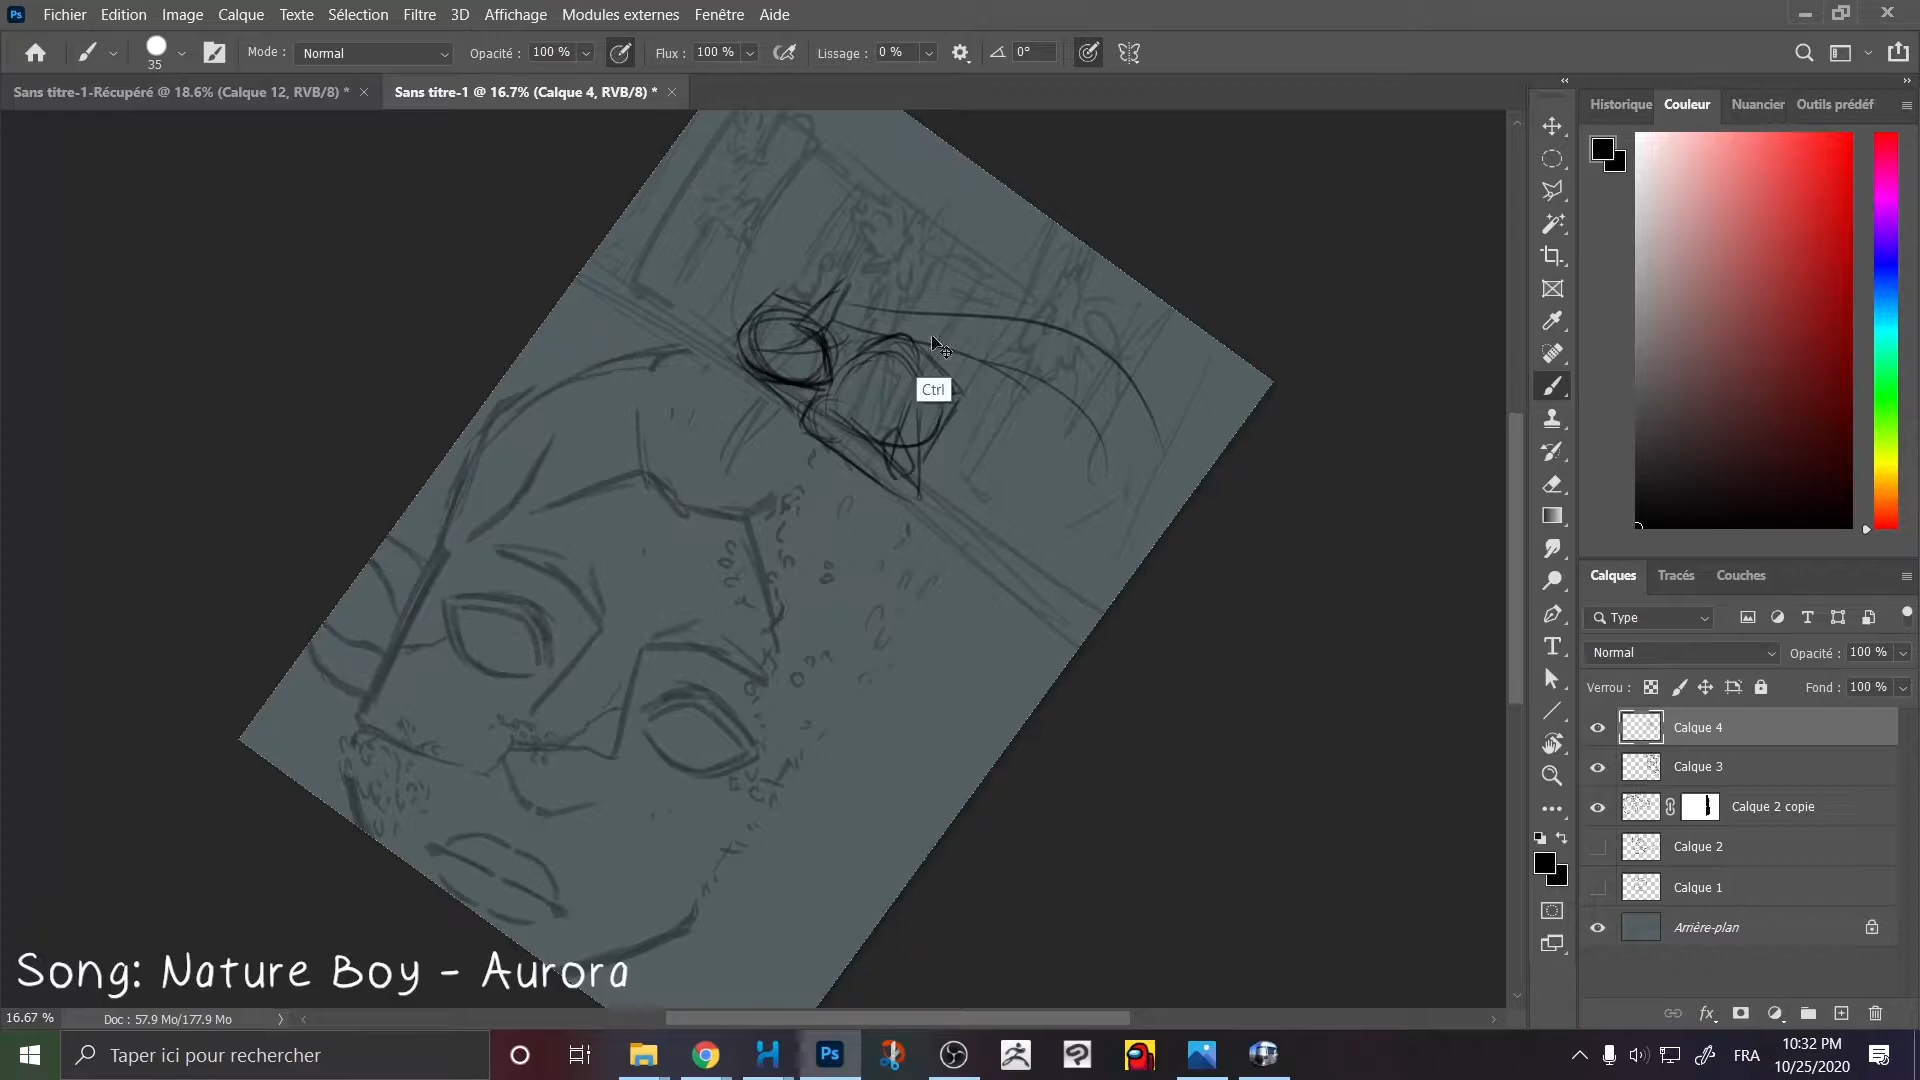 Ps Fichier Edition Image Calque Texte Sélection Filtre 3D Affichage Modules externes Fenêtre Aide
35 Mode : Normal Opacité : 100 % Flux : 100 % Lissage : 0 % 0°
Sans titre-1-Récupéré @ 18.6% (Calque 12, RVB/8) * Sans titre-1 @ 16.7% (Calque 4, RVB/8) *
Historique Couleur Nuancier Outils prédéf
Ctrl
Calques Tracés Couches
Type
Normal Opacité : 100 %
Verrou : Fond : 100 %
Calque 4
Calque 3
Calque 2 copie
Calque 2
Calque 1
Arrière-plan
fx
Song: Nature Boy - Aurora
16.67 % Doc : 57.9 Mo/177.9 Mo
Taper ici pour rechercher
Ps
FRA
10:32 PM
10/25/2020